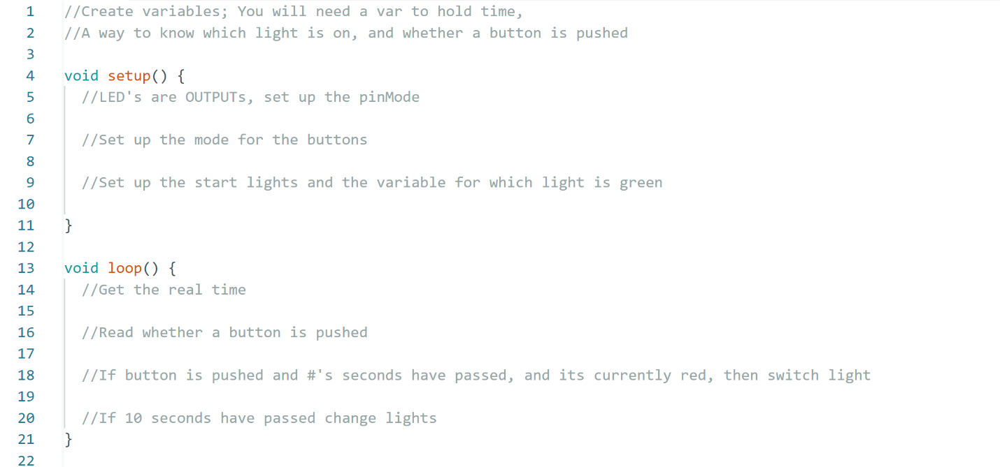 1 //Create variables; You will need a var to hold time,
2 //A way to know which light is on, and whether a button is pushed
3
4 void setup() {
5 //LED's are OUTPUTs, set up the pinMode
6
7 //Set up the mode for the buttons
8
9 //Set up the start lights and the variable for which light is green
10
11 }
12
13 void loop() {
14 //Get the real time
15
16 //Read whether a button is pushed
17
18 //If button is pushed and #'s seconds have passed, and its currently red, then switch light
19
20 //If 10 seconds have passed change lights
21 }
22